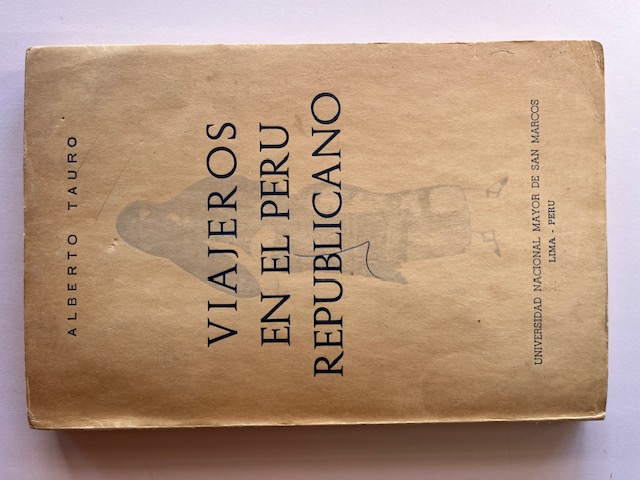 ALBERTO TAURO
VIAJEROS
EN EL PERU
REPUBLICANO
UNIVERSIDAD NACIONAL MAYOR DE SAN MARCOS
LIMA - PERU